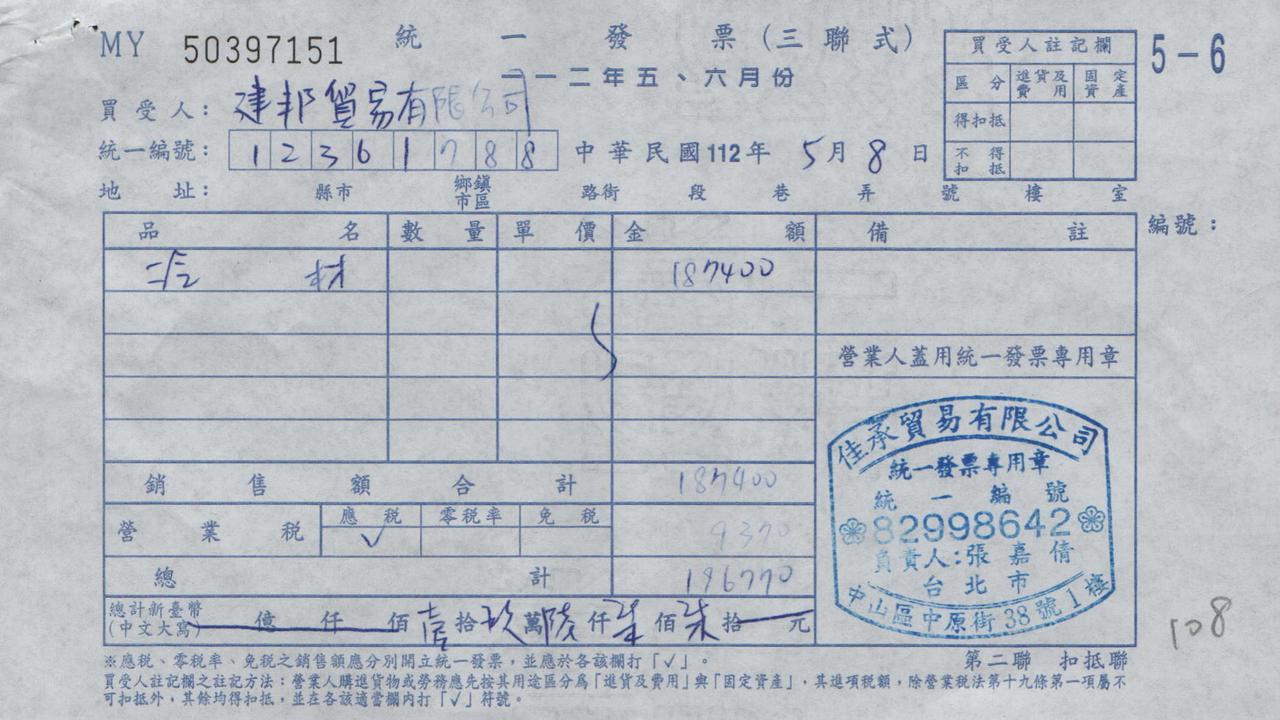 MY 50397151 統一發票(三聯式)
一一二年五、六月份
5-6
買受人註記欄
區分 進貨及費用 固定資產
得扣抵
不得扣抵
買受人: 建邦貿易有限公司
統一編號: 12361788 中華民國112年 5月 8日
地址: 縣市 鄉鎮市區 路街 段 巷 弄 號 樓 室
品名 數量 單價 金額 備註 編號:
材 187400
營業人蓋用統一發票專用章
銷售額合計 187400
營業稅 應稅 零稅率 免稅 9370
✓
總計 196770
總計新臺幣(中文大寫) 億 仟 佰 壹 拾 玖 萬 陸 仟 柒 佰 柒 拾 元
佳承貿易有限公司
統一發票專用章
統一編號
82998642
負責人:張嘉倩
台北市
中山區中原街38號1樓
108
※應稅、零稅率、免稅之銷售額應分別開立統一發票,並應於各該欄打「✓」。
第二聯 扣抵聯
買受人註記欄之註記方法:營業人購進貨物或勞務應先按其用途區分為「進貨及費用」與「固定資產」,其進項稅額,除營業稅法第十九條第一項屬不
可扣抵外,其餘均得扣抵,並在各該適當欄內打「✓」符號。